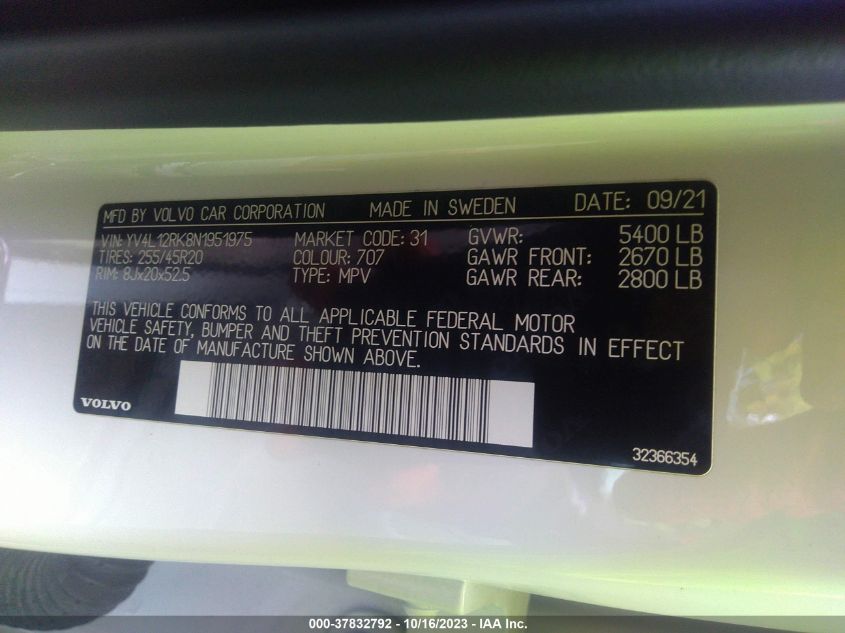 MFD BY VOLVO CAR CORPORATION MADE IN SWEDEN DATE: 09/21
VIN: YV4L12RK8N1951975 MARKET CODE: 31 GVWR: 5400 LB
TIRES: 255/45R20 COLOUR: 707 GAWR FRONT: 2670 LB
RIM: 8Jx20x52.5 TYPE: MPV GAWR REAR: 2800 LB
THIS VEHICLE CONFORMS TO ALL APPLICABLE FEDERAL MOTOR
VEHICLE SAFETY, BUMPER AND THEFT PREVENTION STANDARDS IN EFFECT
ON THE DATE OF MANUFACTURE SHOWN ABOVE.
VOLVO
32366354
000-37832792 - 10/16/2023 - IAA Inc.